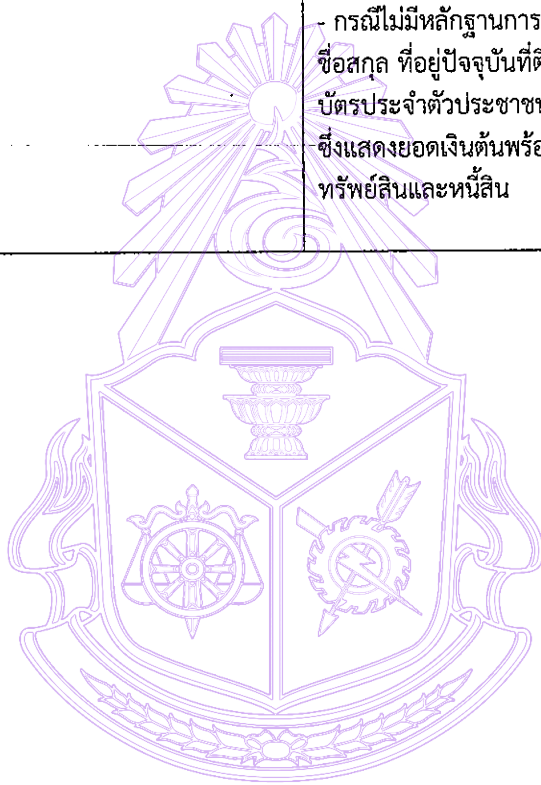 - กรณีไม่มีหลักฐานการ
ชื่อสกุล ที่อยู่ปัจจุบันที่
บัตรประจำตัวประชาชน
ซึ่งแสดงยอดเงินต้นพร้อ
ทรัพย์สินและหนี้สิน